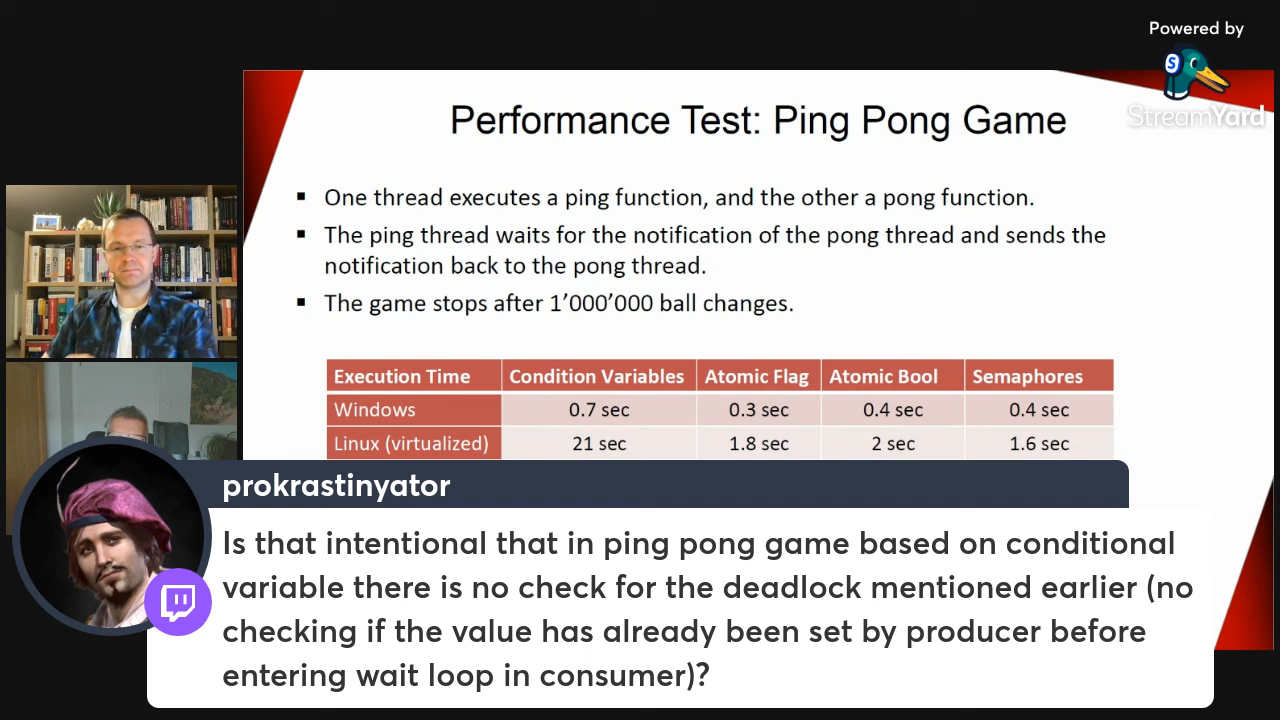 Powered by
S
StreamYard
Performance Test: Ping Pong Game
▪ One thread executes a ping function, and the other a pong function.
▪ The ping thread waits for the notification of the pong thread and sends the
notification back to the pong thread.
▪ The game stops after 1’000’000 ball changes.
Execution Time Condition Variables Atomic Flag Atomic Bool Semaphores
Windows 0.7 sec 0.3 sec 0.4 sec 0.4 sec
Linux (virtualized) 21 sec 1.8 sec 2 sec 1.6 sec
prokrastinyator
Is that intentional that in ping pong game based on conditional
variable there is no check for the deadlock mentioned earlier (no
checking if the value has already been set by producer before
entering wait loop in consumer)?